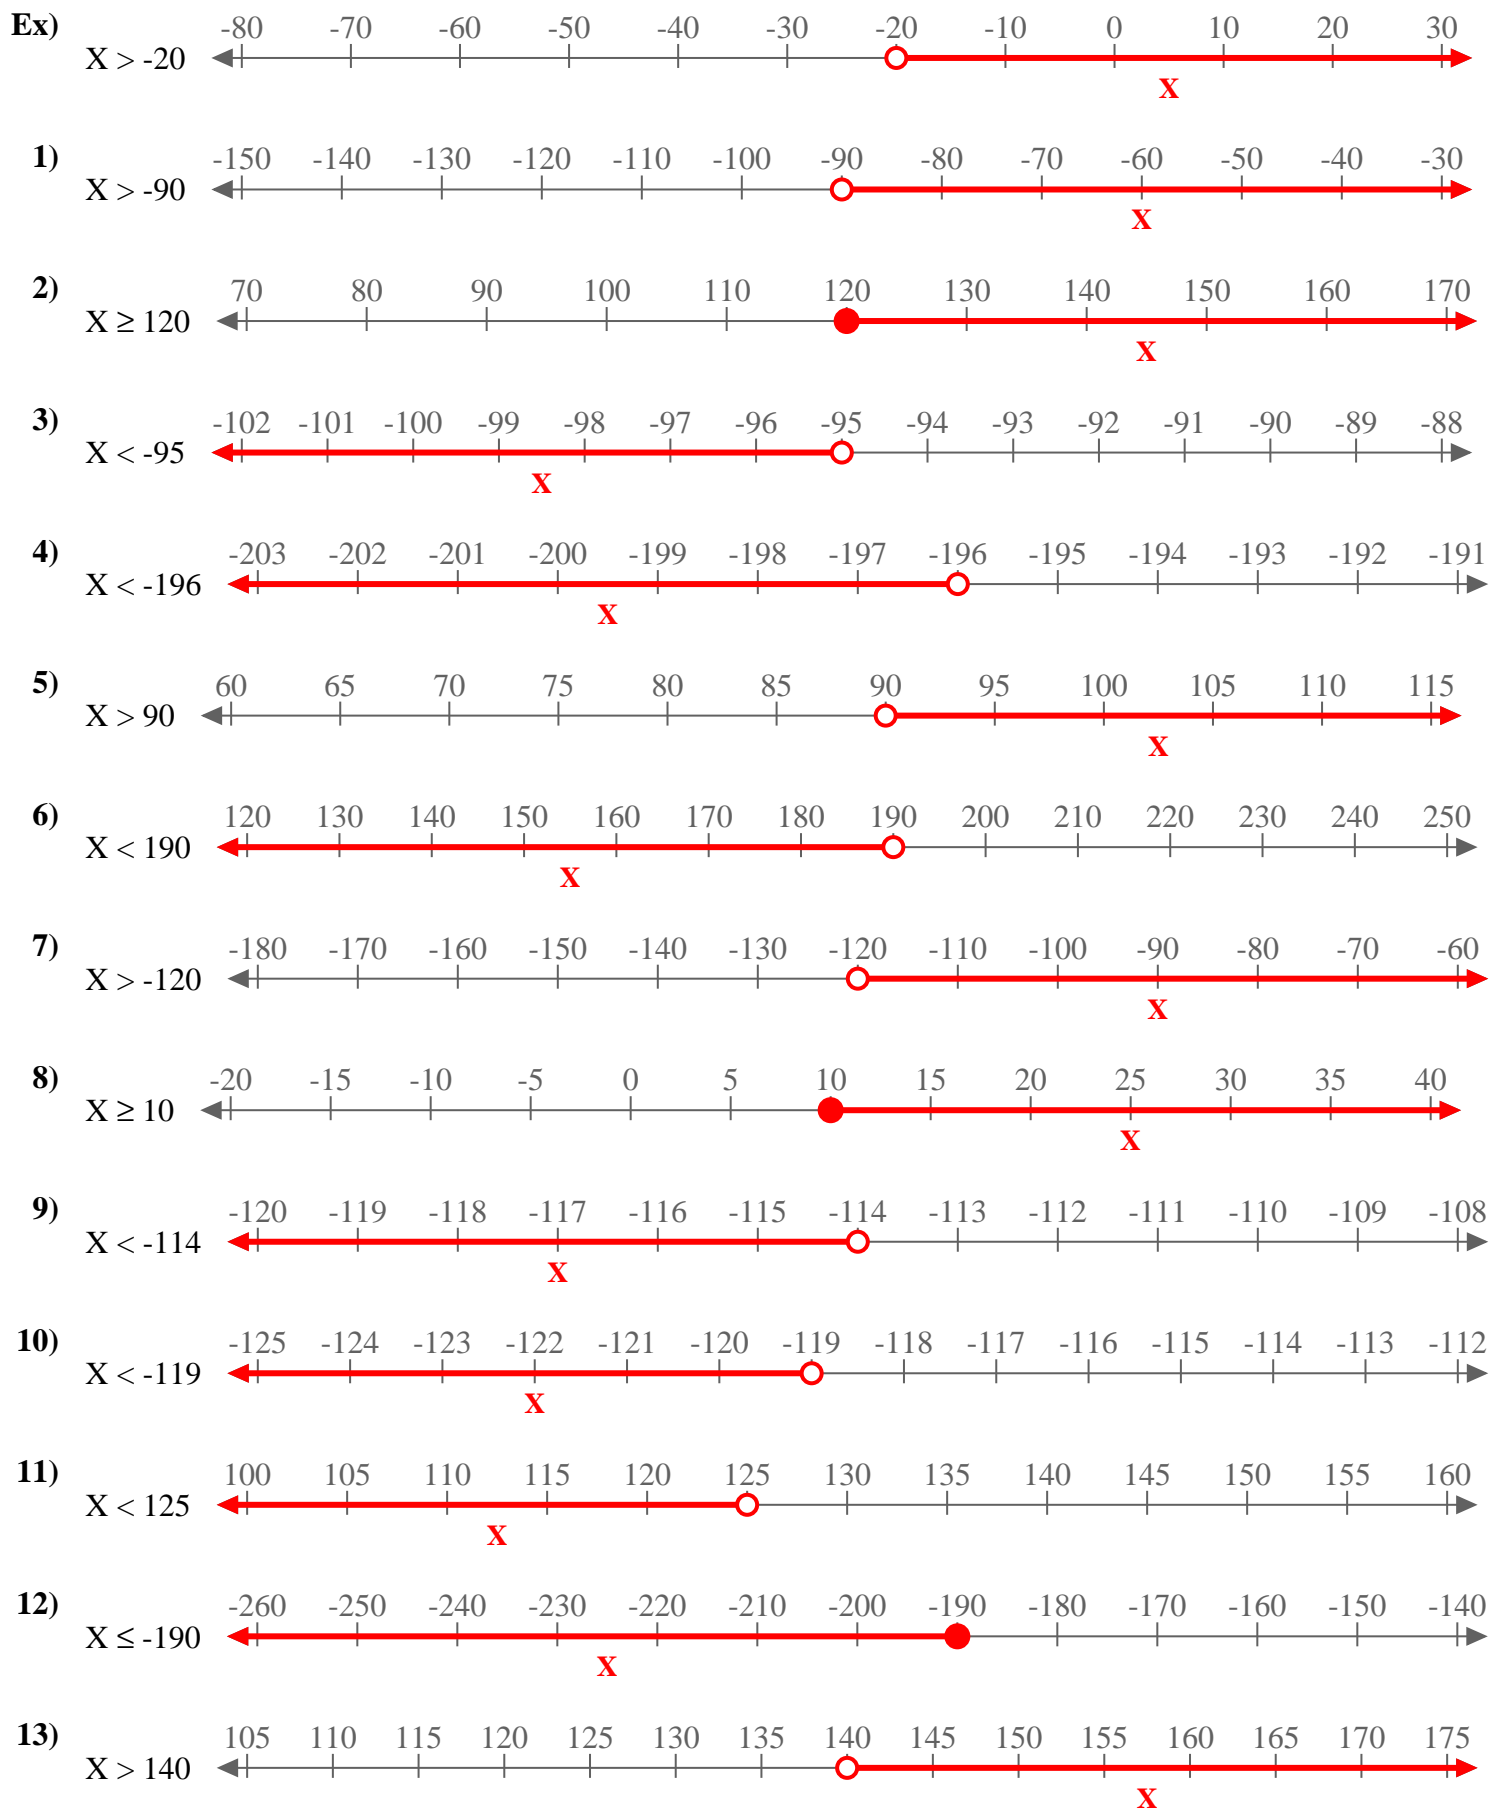 Ex) -80 -70 -60 -50 -40 -30 -20 -10 0 10 20 30
X > -20
X
1) -150 -140 -130 -120 -110 -100 -90 -80 -70 -60 -50 -40 -30
X > -90
X
2) 70 80 90 100 110 120 130 140 150 160 170
X ≥ 120
X
3) -102 -101 -100 -99 -98 -97 -96 -95 -94 -93 -92 -91 -90 -89 -88
X < -95
X
4) -203 -202 -201 -200 -199 -198 -197 -196 -195 -194 -193 -192 -191
X < -196
X
5) 60 65 70 75 80 85 90 95 100 105 110 115
X > 90
X
6) 120 130 140 150 160 170 180 190 200 210 220 230 240 250
X < 190
X
7) -180 -170 -160 -150 -140 -130 -120 -110 -100 -90 -80 -70 -60
X > -120
X
8) -20 -15 -10 -5 0 5 10 15 20 25 30 35 40
X ≥ 10
X
9) -120 -119 -118 -117 -116 -115 -114 -113 -112 -111 -110 -109 -108
X < -114
X
10) -125 -124 -123 -122 -121 -120 -119 -118 -117 -116 -115 -114 -113 -112
X < -119
X
11) 100 105 110 115 120 125 130 135 140 145 150 155 160
X < 125
X
12) -260 -250 -240 -230 -220 -210 -200 -190 -180 -170 -160 -150 -140
X ≤ -190
X
13) 105 110 115 120 125 130 135 140 145 150 155 160 165 170 175
X > 140
X